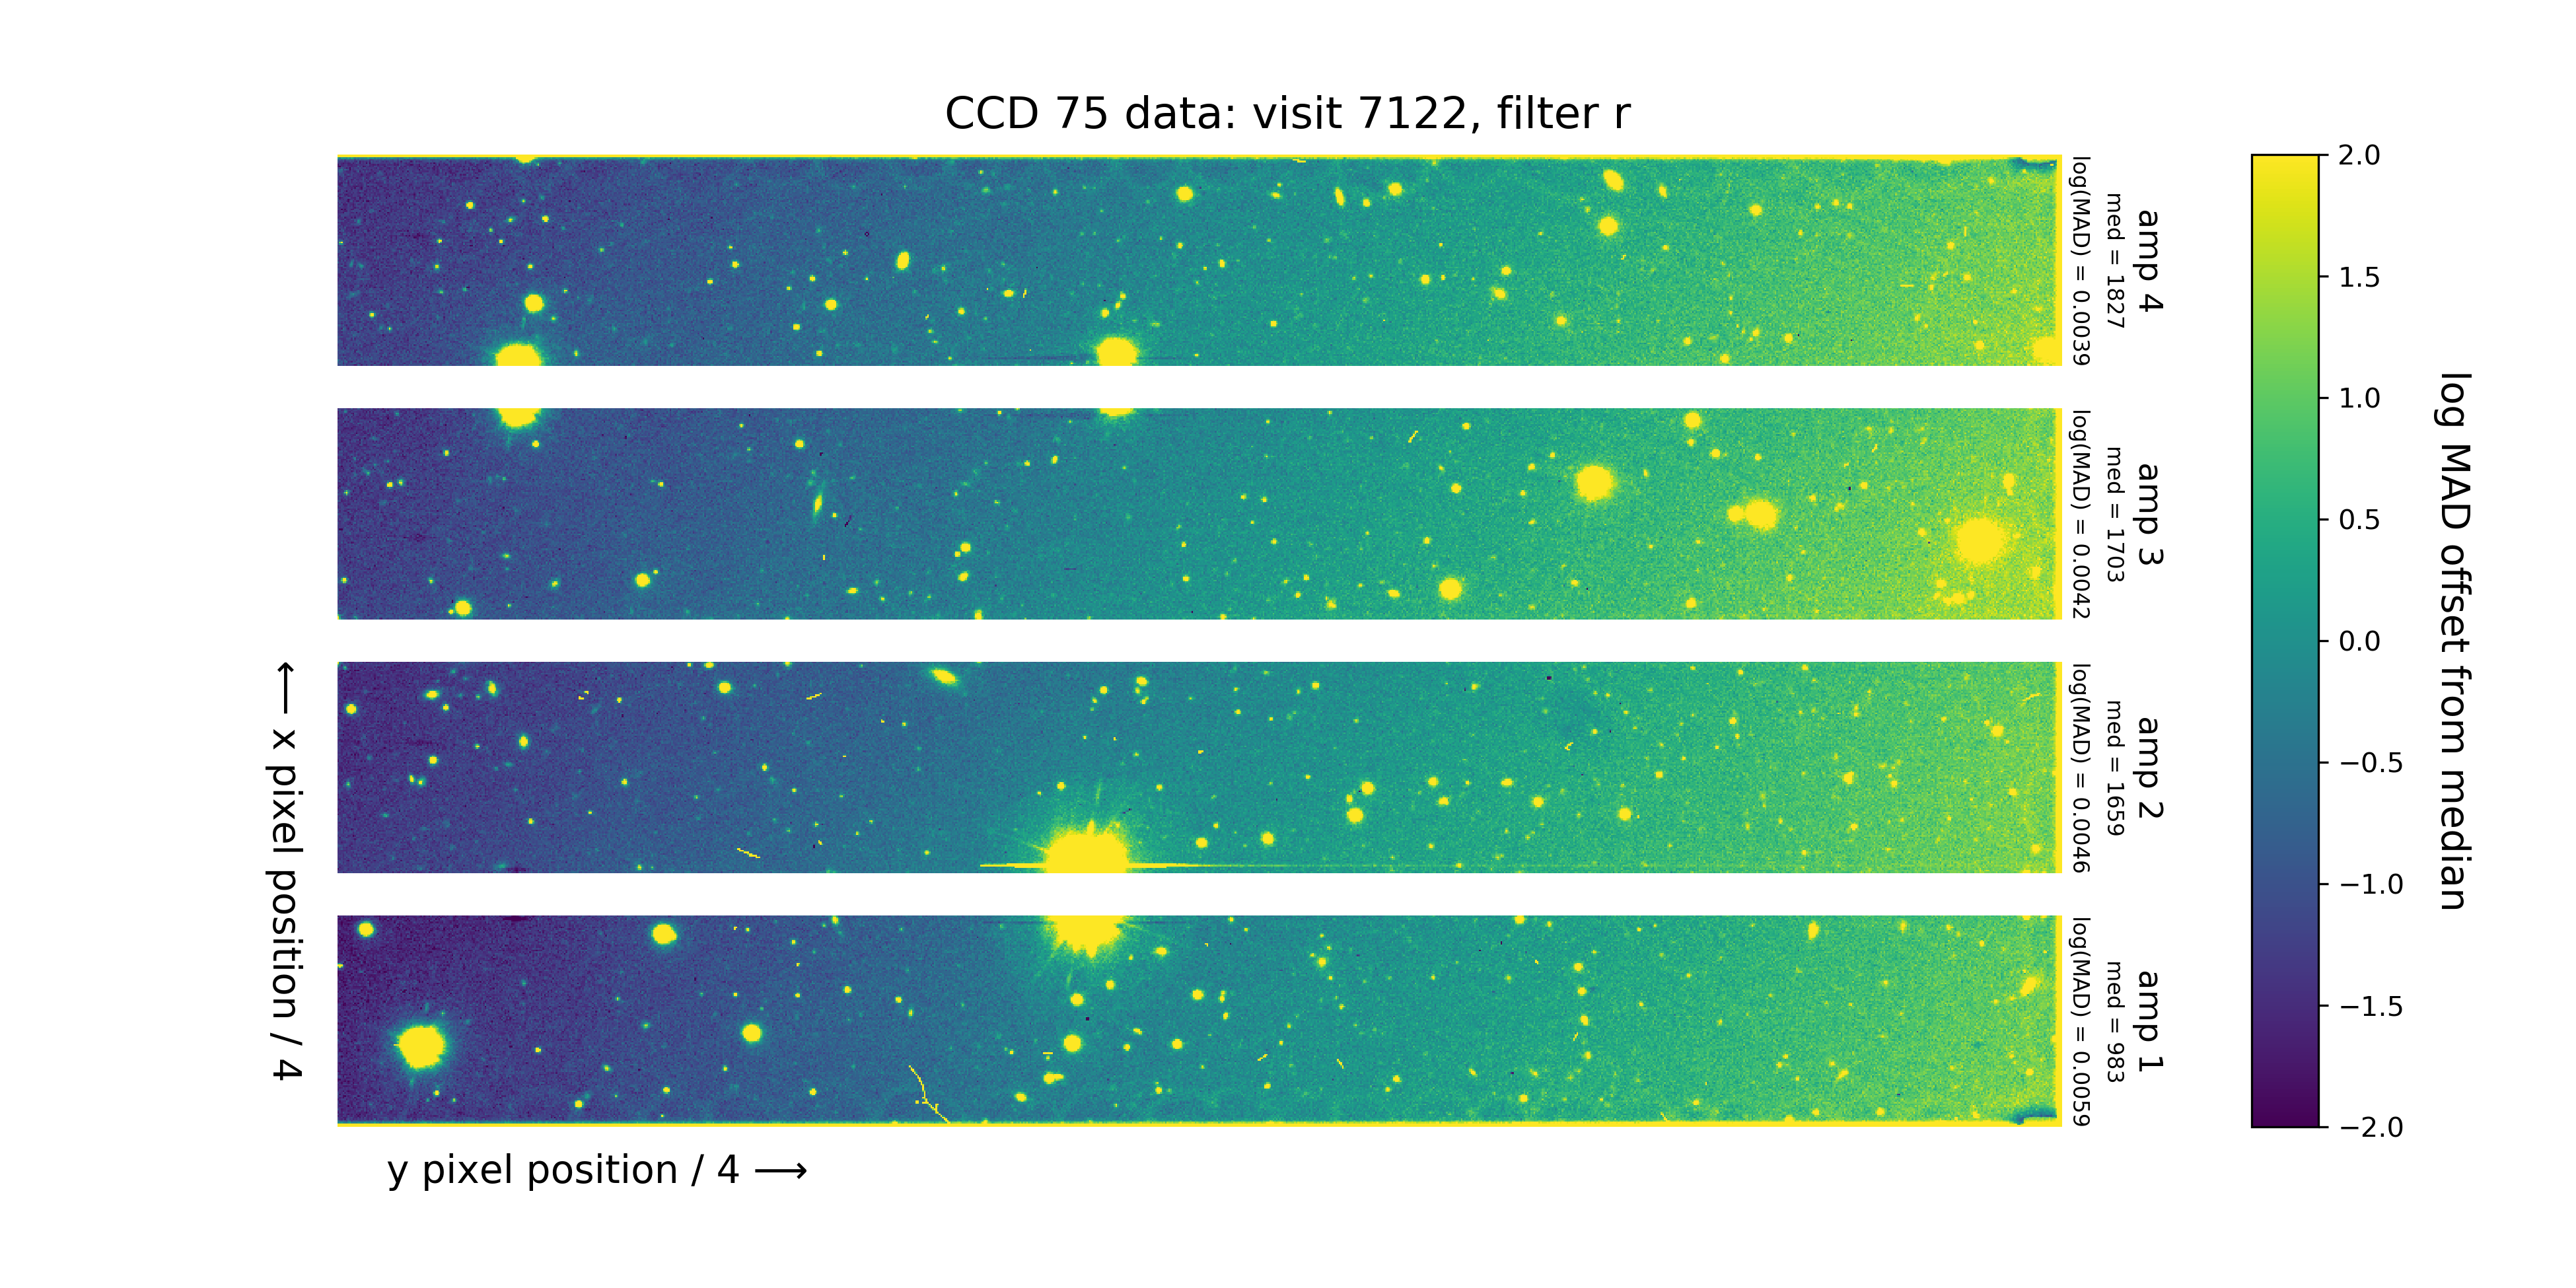 CCD 75 data: visit 7122, filter r
amp 4
med = 1827
log(MAD) = 0.0039
amp 3
med = 1703
log(MAD) = 0.0042
amp 2
med = 1659
log(MAD) = 0.0046
amp 1
med = 983
log(MAD) = 0.0059
⟵ x pixel position / 4
y pixel position / 4 ⟶
2.0
1.5
1.0
0.5
0.0
−0.5
−1.0
−1.5
−2.0
log MAD offset from median